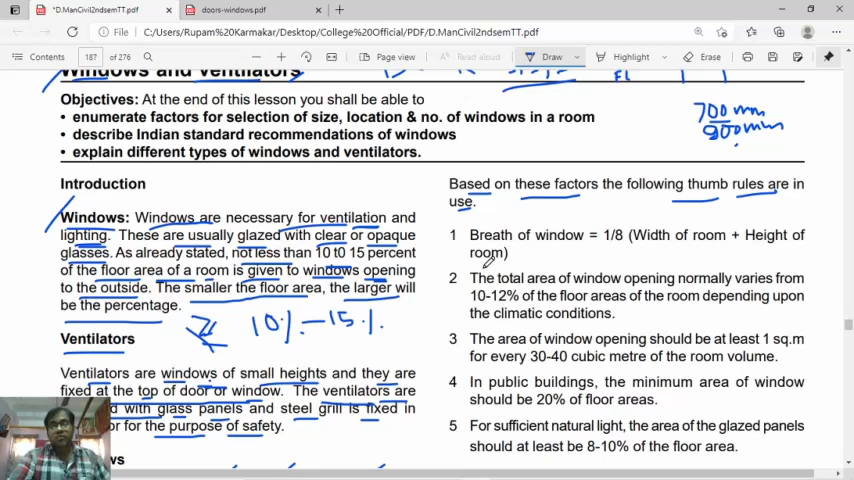 *D.ManCivil2ndsemTT.pdf
doors-windows.pdf
File
C:/Users/Rupam%20Karmakar/Desktop/College%20Official/PDF/D.ManCivil2ndsemTT.pdf
Contents
187
of 276
Page view
Read aloud
Draw
Highlight
Erase
Windows and ventilators
700 mm
900 mm
Objectives: At the end of this lesson you shall be able to
• enumerate factors for selection of size, location & no. of windows in a room
• describe Indian standard recommendations of windows
• explain different types of windows and ventilators.
Introduction
Windows: Windows are necessary for ventilation and
lighting. These are usually glazed with clear or opaque
glasses. As already stated, not less than 10 to 15 percent
of the floor area of a room is given to windows opening
to the outside. The smaller the floor area, the larger will
be the percentage.
10% - 15%.
Ventilators
Ventilators are windows of small heights and they are
fixed at the top of door or window. The ventilators are
with glass panels and steel grill is fixed in
for the purpose of safety.
Based on these factors the following thumb rules are in
use.
1 Breath of window = 1/8 (Width of room + Height of
room)
2 The total area of window opening normally varies from
10-12% of the floor areas of the room depending upon
the climatic conditions.
3 The area of window opening should be at least 1 sq.m
for every 30-40 cubic metre of the room volume.
4 In public buildings, the minimum area of window
should be 20% of floor areas.
5 For sufficient natural light, the area of the glazed panels
should at least be 8-10% of the floor area.